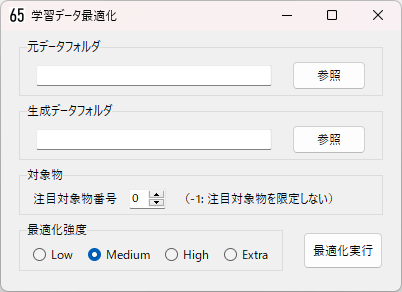 65 学習データ最適化
元データフォルダ
参照
生成データフォルダ
参照
対象物
注目対象物番号 0 (-1: 注目対象物を限定しない)
最適化強度
Low Medium High Extra
最適化実行